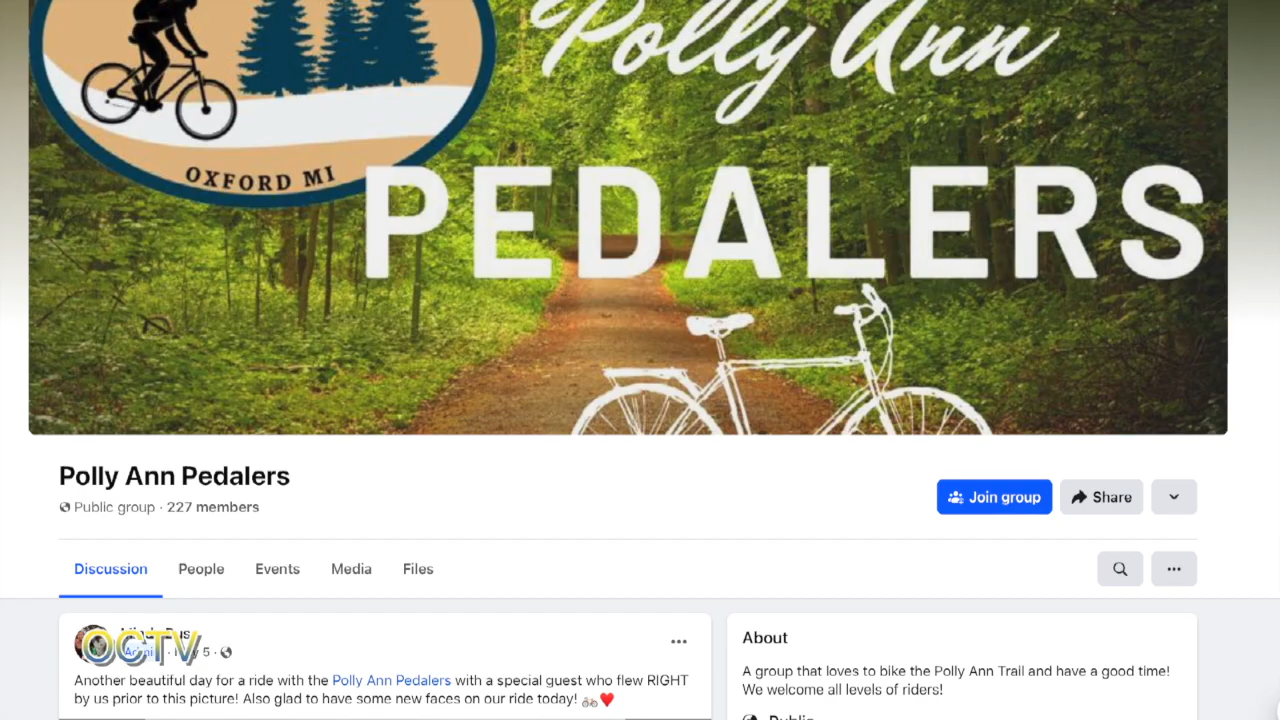 Polly Ann
OXFORD MI
PEDALERS
Polly Ann Pedalers
Public group · 227 members
Join group
Share
Discussion
People
Events
Media
Files
OCTV
5 ·
Another beautiful day for a ride with the Polly Ann Pedalers with a special guest who flew RIGHT
by us prior to this picture! Also glad to have some new faces on our ride today! 🚲❤️
About
A group that loves to bike the Polly Ann Trail and have a good time!
We welcome all levels of riders!
Public